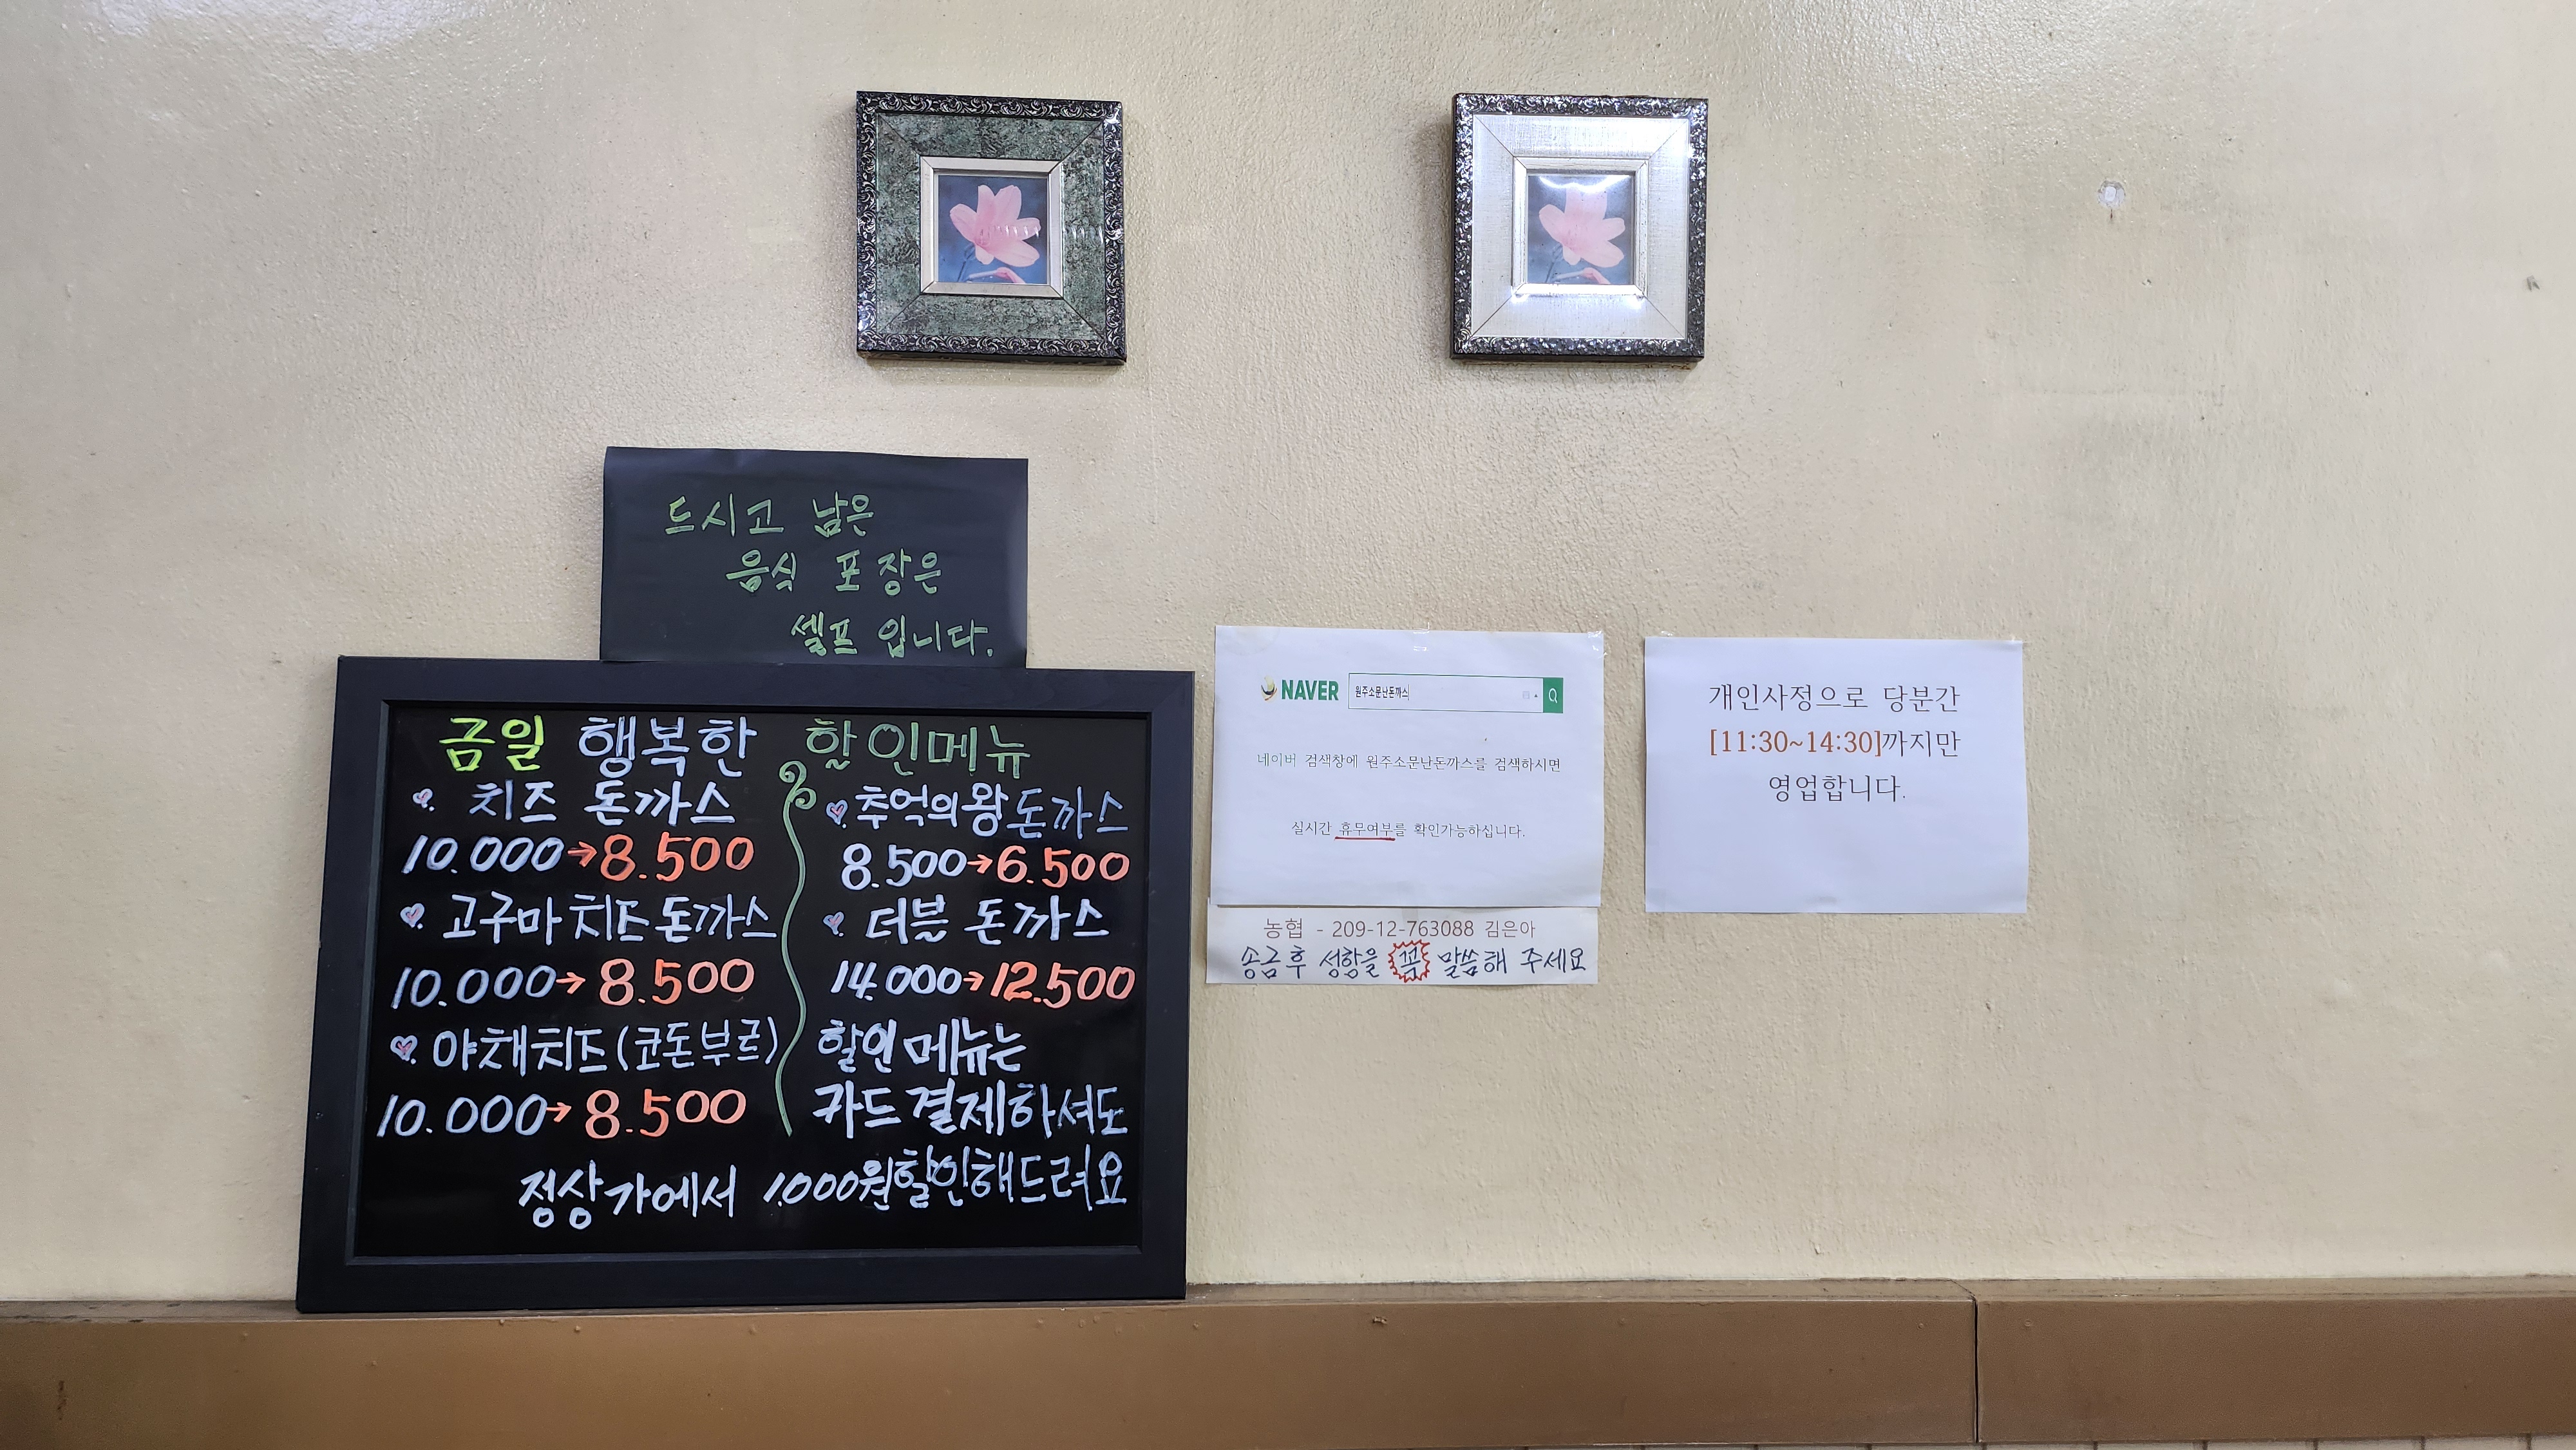 드시고 남은
음식 포장은
셀프 입니다.
금일 행복한 할인메뉴
치즈 돈까스
10.000→8.500
고구마 치즈 돈까스
10.000→8.500
야채치즈(코돈부르)
10.000→8.500
추억의왕돈까스
8.500→6.500
더블 돈까스
14.000→12.500
할인메뉴는
카드결제하셔도
정상가에서 1.000원할인해드려요
NAVER 원주소문난돈까스
네이버 검색창에 원주소문난돈까스를 검색하시면
실시간 휴무여부를 확인가능하십니다.
농협 - 209-12-763088 김은아
송금후 성함을 꼭 말씀해 주세요
개인사정으로 당분간
[11:30~14:30]까지만
영업합니다.